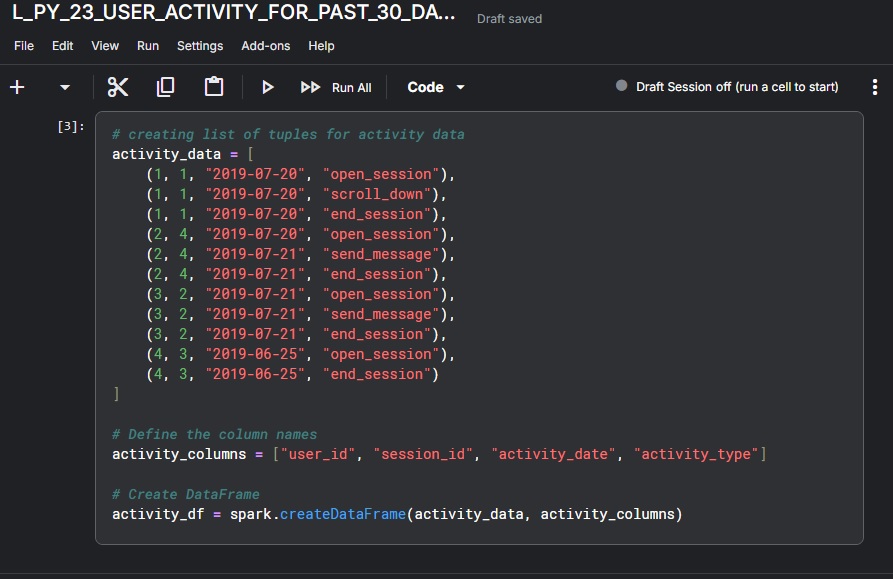 L_PY_23_USER_ACTIVITY_FOR_PAST_30_DA...
Draft saved
File Edit View Run Settings Add-ons Help
Run All Code Draft Session off (run a cell to start)
[3]:
# creating list of tuples for activity data
activity_data = [
    (1, 1, "2019-07-20", "open_session"),
    (1, 1, "2019-07-20", "scroll_down"),
    (1, 1, "2019-07-20", "end_session"),
    (2, 4, "2019-07-20", "open_session"),
    (2, 4, "2019-07-21", "send_message"),
    (2, 4, "2019-07-21", "end_session"),
    (3, 2, "2019-07-21", "open_session"),
    (3, 2, "2019-07-21", "send_message"),
    (3, 2, "2019-07-21", "end_session"),
    (4, 3, "2019-06-25", "open_session"),
    (4, 3, "2019-06-25", "end_session")
]
# Define the column names
activity_columns = ["user_id", "session_id", "activity_date", "activity_type"]
# Create DataFrame
activity_df = spark.createDataFrame(activity_data, activity_columns)